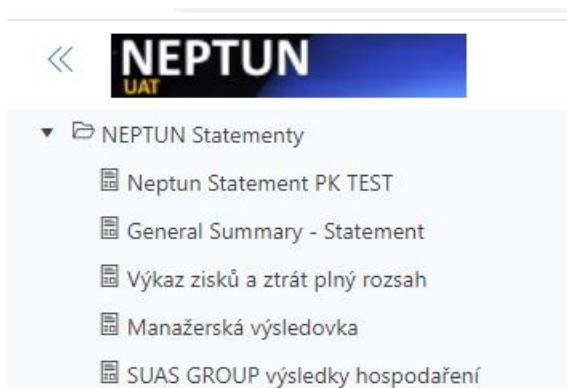 NEPTUN
UAT
NEPTUN Statementy
Neptun Statement PK TEST
General Summary - Statement
Výkaz zisků a ztrát plný rozsah
Manažerská výsledovka
SUAS GROUP výsledky hospodaření